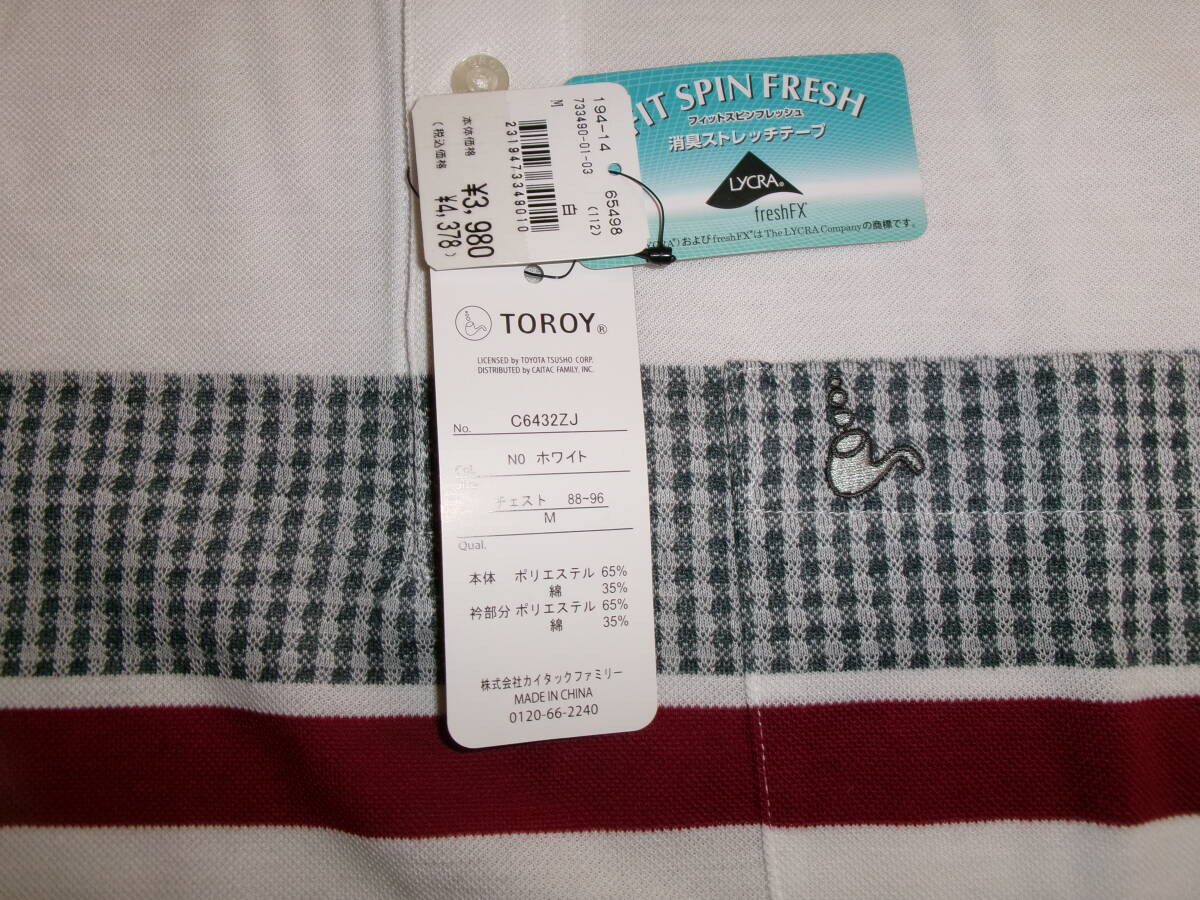 194-14 65498
733490-01-03 (112)
M 白
2319473349010
本体価格 ¥3,980
(税込価格 ¥4,378)
FIT SPIN FRESH
フィットスピンフレッシュ
消臭ストレッチテープ
LYCRA®
freshFX®
および freshFX®は The LYCRA Companyの商標です。
TOROY®
LICENSED by TOYOTA TSUSHO CORP.
DISTRIBUTED by CAITAC FAMILY, INC.
No. C6432ZJ
Col. N0 ホワイト
チェスト 88~96
M
Qual.
本体 ポリエステル 65%
綿 35%
衿部分 ポリエステル 65%
綿 35%
株式会社カイタックファミリー
MADE IN CHINA
0120-66-2240